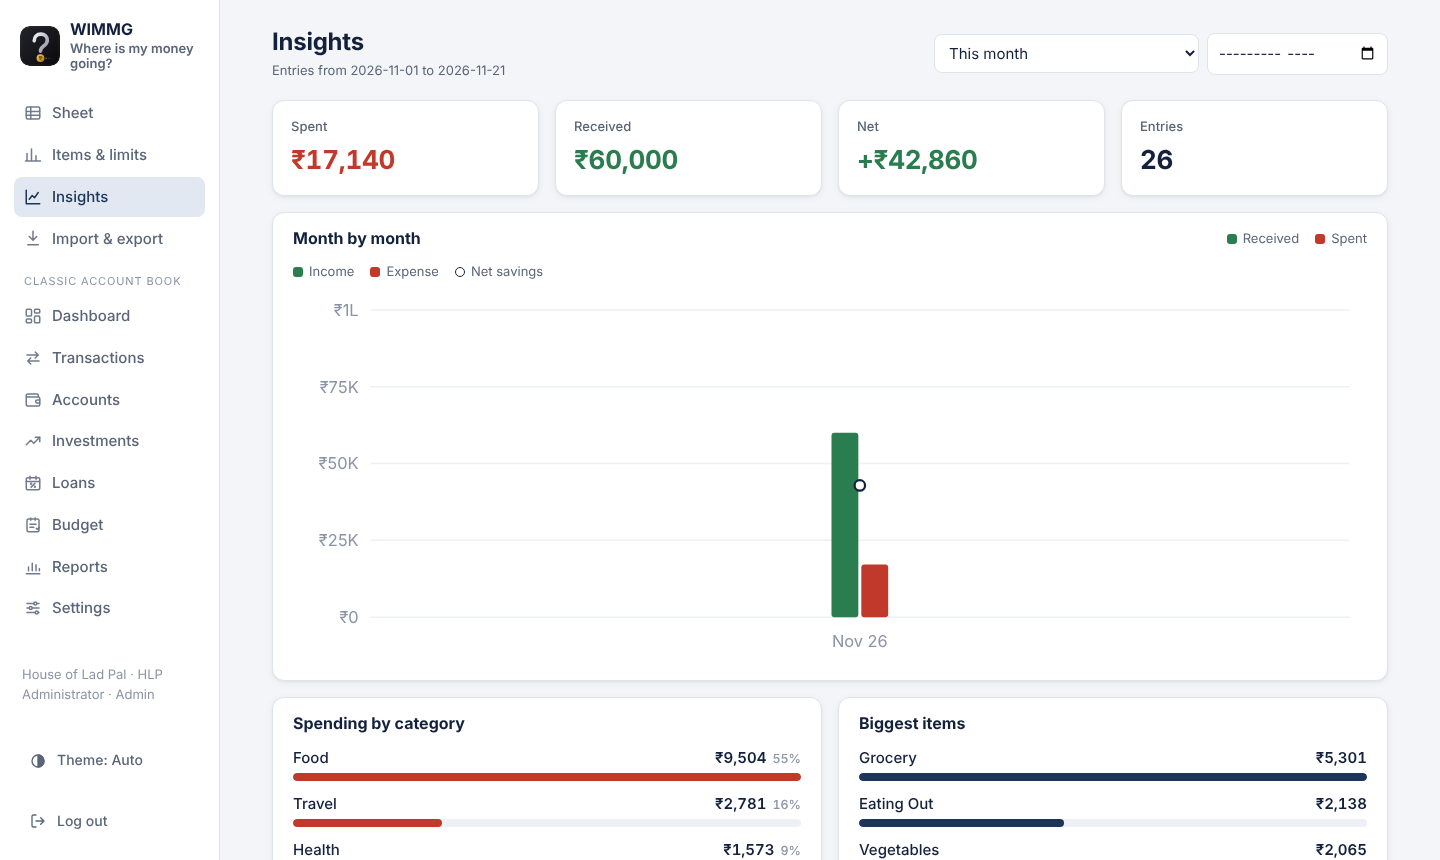 WIMMG
Where is my money
going?
Sheet
Items & limits
Insights
Import & export
CLASSIC ACCOUNT BOOK
Dashboard
Transactions
Accounts
Investments
Loans
Budget
Reports
Settings
House of Lad Pal · HLP
Administrator · Admin
Theme: Auto
Log out
Insights
Entries from 2026-11-01 to 2026-11-21
This month
--------- ----
Spent
₹17,140
Received
₹60,000
Net
+₹42,860
Entries
26
Month by month
Received Spent
Income Expense Net savings
₹1L
₹75K
₹50K
₹25K
₹0
Nov 26
Spending by category
Food ₹9,504 55%
Travel ₹2,781 16%
Health ₹1,573 9%
Biggest items
Grocery ₹5,301
Eating Out ₹2,138
Vegetables ₹2,065